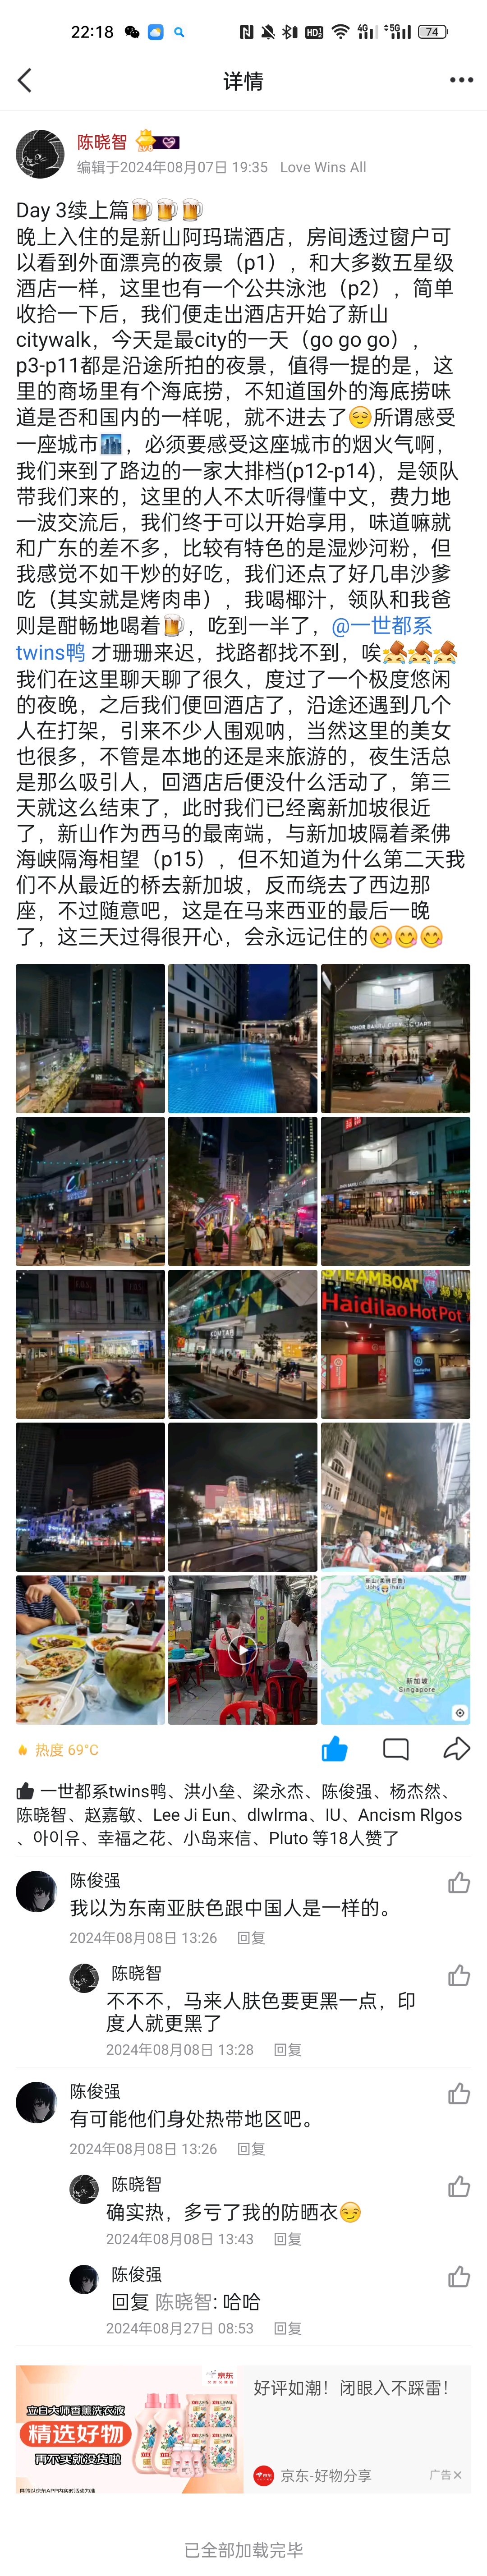 22:18
HD2
4G
5G
74
详情
陈晓智
编辑于2024年08月07日 19:35 Love Wins All
Day 3续上篇🍺🍺🍺
晚上入住的是新山阿玛瑞酒店，房间透过窗户可
以看到外面漂亮的夜景（p1），和大多数五星级
酒店一样，这里也有一个公共泳池（p2），简单
收拾一下后，我们便走出酒店开始了新山
citywalk，今天是最city的一天（go go go），
p3-p11都是沿途所拍的夜景，值得一提的是，这
里的商场里有个海底捞，不知道国外的海底捞味
道是否和国内的一样呢，就不进去了😌所谓感受
一座城市🏙️，必须要感受这座城市的烟火气啊，
我们来到了路边的一家大排档(p12-p14)，是领队
带我们来的，这里的人不太听得懂中文，费力地
一波交流后，我们终于可以开始享用，味道嘛就
和广东的差不多，比较有特色的是湿炒河粉，但
我感觉不如干炒的好吃，我们还点了好几串沙爹
吃（其实就是烤肉串），我喝椰汁，领队和我爸
则是酣畅地喝着🍺，吃到一半了，@一世都系
twins鸭 才姗姗来迟，找路都找不到，唉
我们在这里聊天聊了很久，度过了一个极度悠闲
的夜晚，之后我们便回酒店了，沿途还遇到几个
人在打架，引来不少人围观呐，当然这里的美女
也很多，不管是本地的还是来旅游的，夜生活总
是那么吸引人，回酒店后便没什么活动了，第三
天就这么结束了，此时我们已经离新加坡很近
了，新山作为西马的最南端，与新加坡隔着柔佛
海峡隔海相望（p15），但不知道为什么第二天我
们不从最近的桥去新加坡，反而绕去了西边那
座，不过随意吧，这是在马来西亚的最后一晚
了，这三天过得很开心，会永远记住的😋😋😋
JOHOR BAHRU CITY SQUARE
KOMTAR
STEAMBOAT
Haidilao Hot Pot
新山(柔佛巴鲁)
Johor Bahru
地图
新加坡
Singapore
热度 69°C
一世都系twins鸭、洪小垒、梁永杰、陈俊强、杨杰然、
陈晓智、赵嘉敏、Lee Ji Eun、dlwlrma、IU、Ancism Rlgos
、아이유、幸福之花、小岛来信、Pluto 等18人赞了
陈俊强
我以为东南亚肤色跟中国人是一样的。
2024年08月08日 13:26 回复
陈晓智
不不不，马来人肤色要更黑一点，印
度人就更黑了
2024年08月08日 13:28 回复
陈俊强
有可能他们身处热带地区吧。
2024年08月08日 13:26 回复
陈晓智
确实热，多亏了我的防晒衣😏
2024年08月08日 13:43 回复
陈俊强
回复 陈晓智: 哈哈
2024年08月27日 08:53 回复
京东
立白大师香氛洗衣液
精选好物
再不买就没货啦
具体以京东APP内实时活动为准
好评如潮！闭眼入不踩雷！
京东-好物分享
广告×
已全部加载完毕